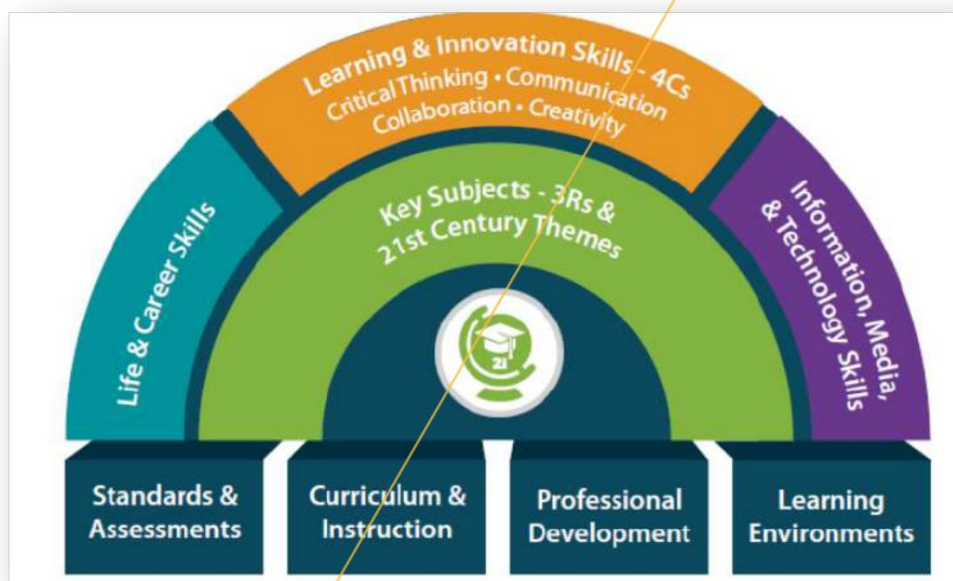 Learning & Innovation Skills - 4Cs
Critical Thinking • Communication
Collaboration • Creativity
Life & Career Skills
Key Subjects - 3Rs &
21st Century Themes
Information, Media,
& Technology Skills
21
Standards &
Assessments
Curriculum &
Instruction
Professional
Development
Learning
Environments